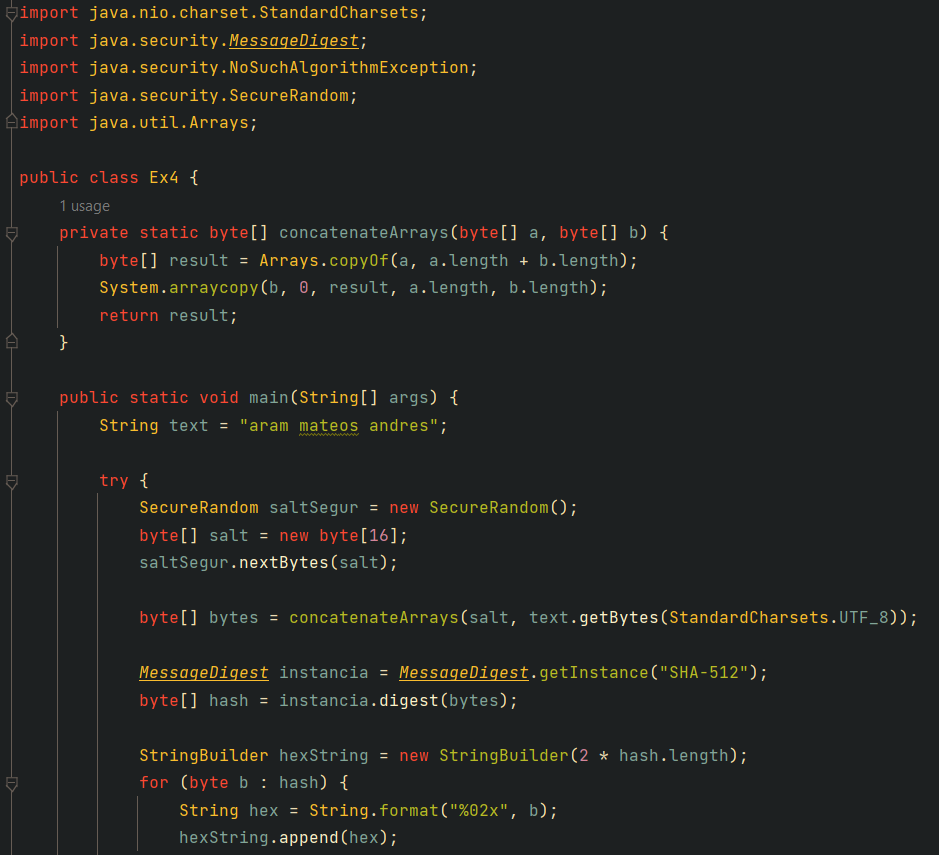 import java.nio.charset.StandardCharsets;
import java.security.MessageDigest;
import java.security.NoSuchAlgorithmException;
import java.security.SecureRandom;
import java.util.Arrays;
public class Ex4 {
1 usage
private static byte[] concatenateArrays(byte[] a, byte[] b) {
byte[] result = Arrays.copyOf(a, a.length + b.length);
System.arraycopy(b, 0, result, a.length, b.length);
return result;
}
public static void main(String[] args) {
String text = "aram mateos andres";
try {
SecureRandom saltSegur = new SecureRandom();
byte[] salt = new byte[16];
saltSegur.nextBytes(salt);
byte[] bytes = concatenateArrays(salt, text.getBytes(StandardCharsets.UTF_8));
MessageDigest instancia = MessageDigest.getInstance("SHA-512");
byte[] hash = instancia.digest(bytes);
StringBuilder hexString = new StringBuilder(2 * hash.length);
for (byte b : hash) {
String hex = String.format("%02x", b);
hexString.append(hex);